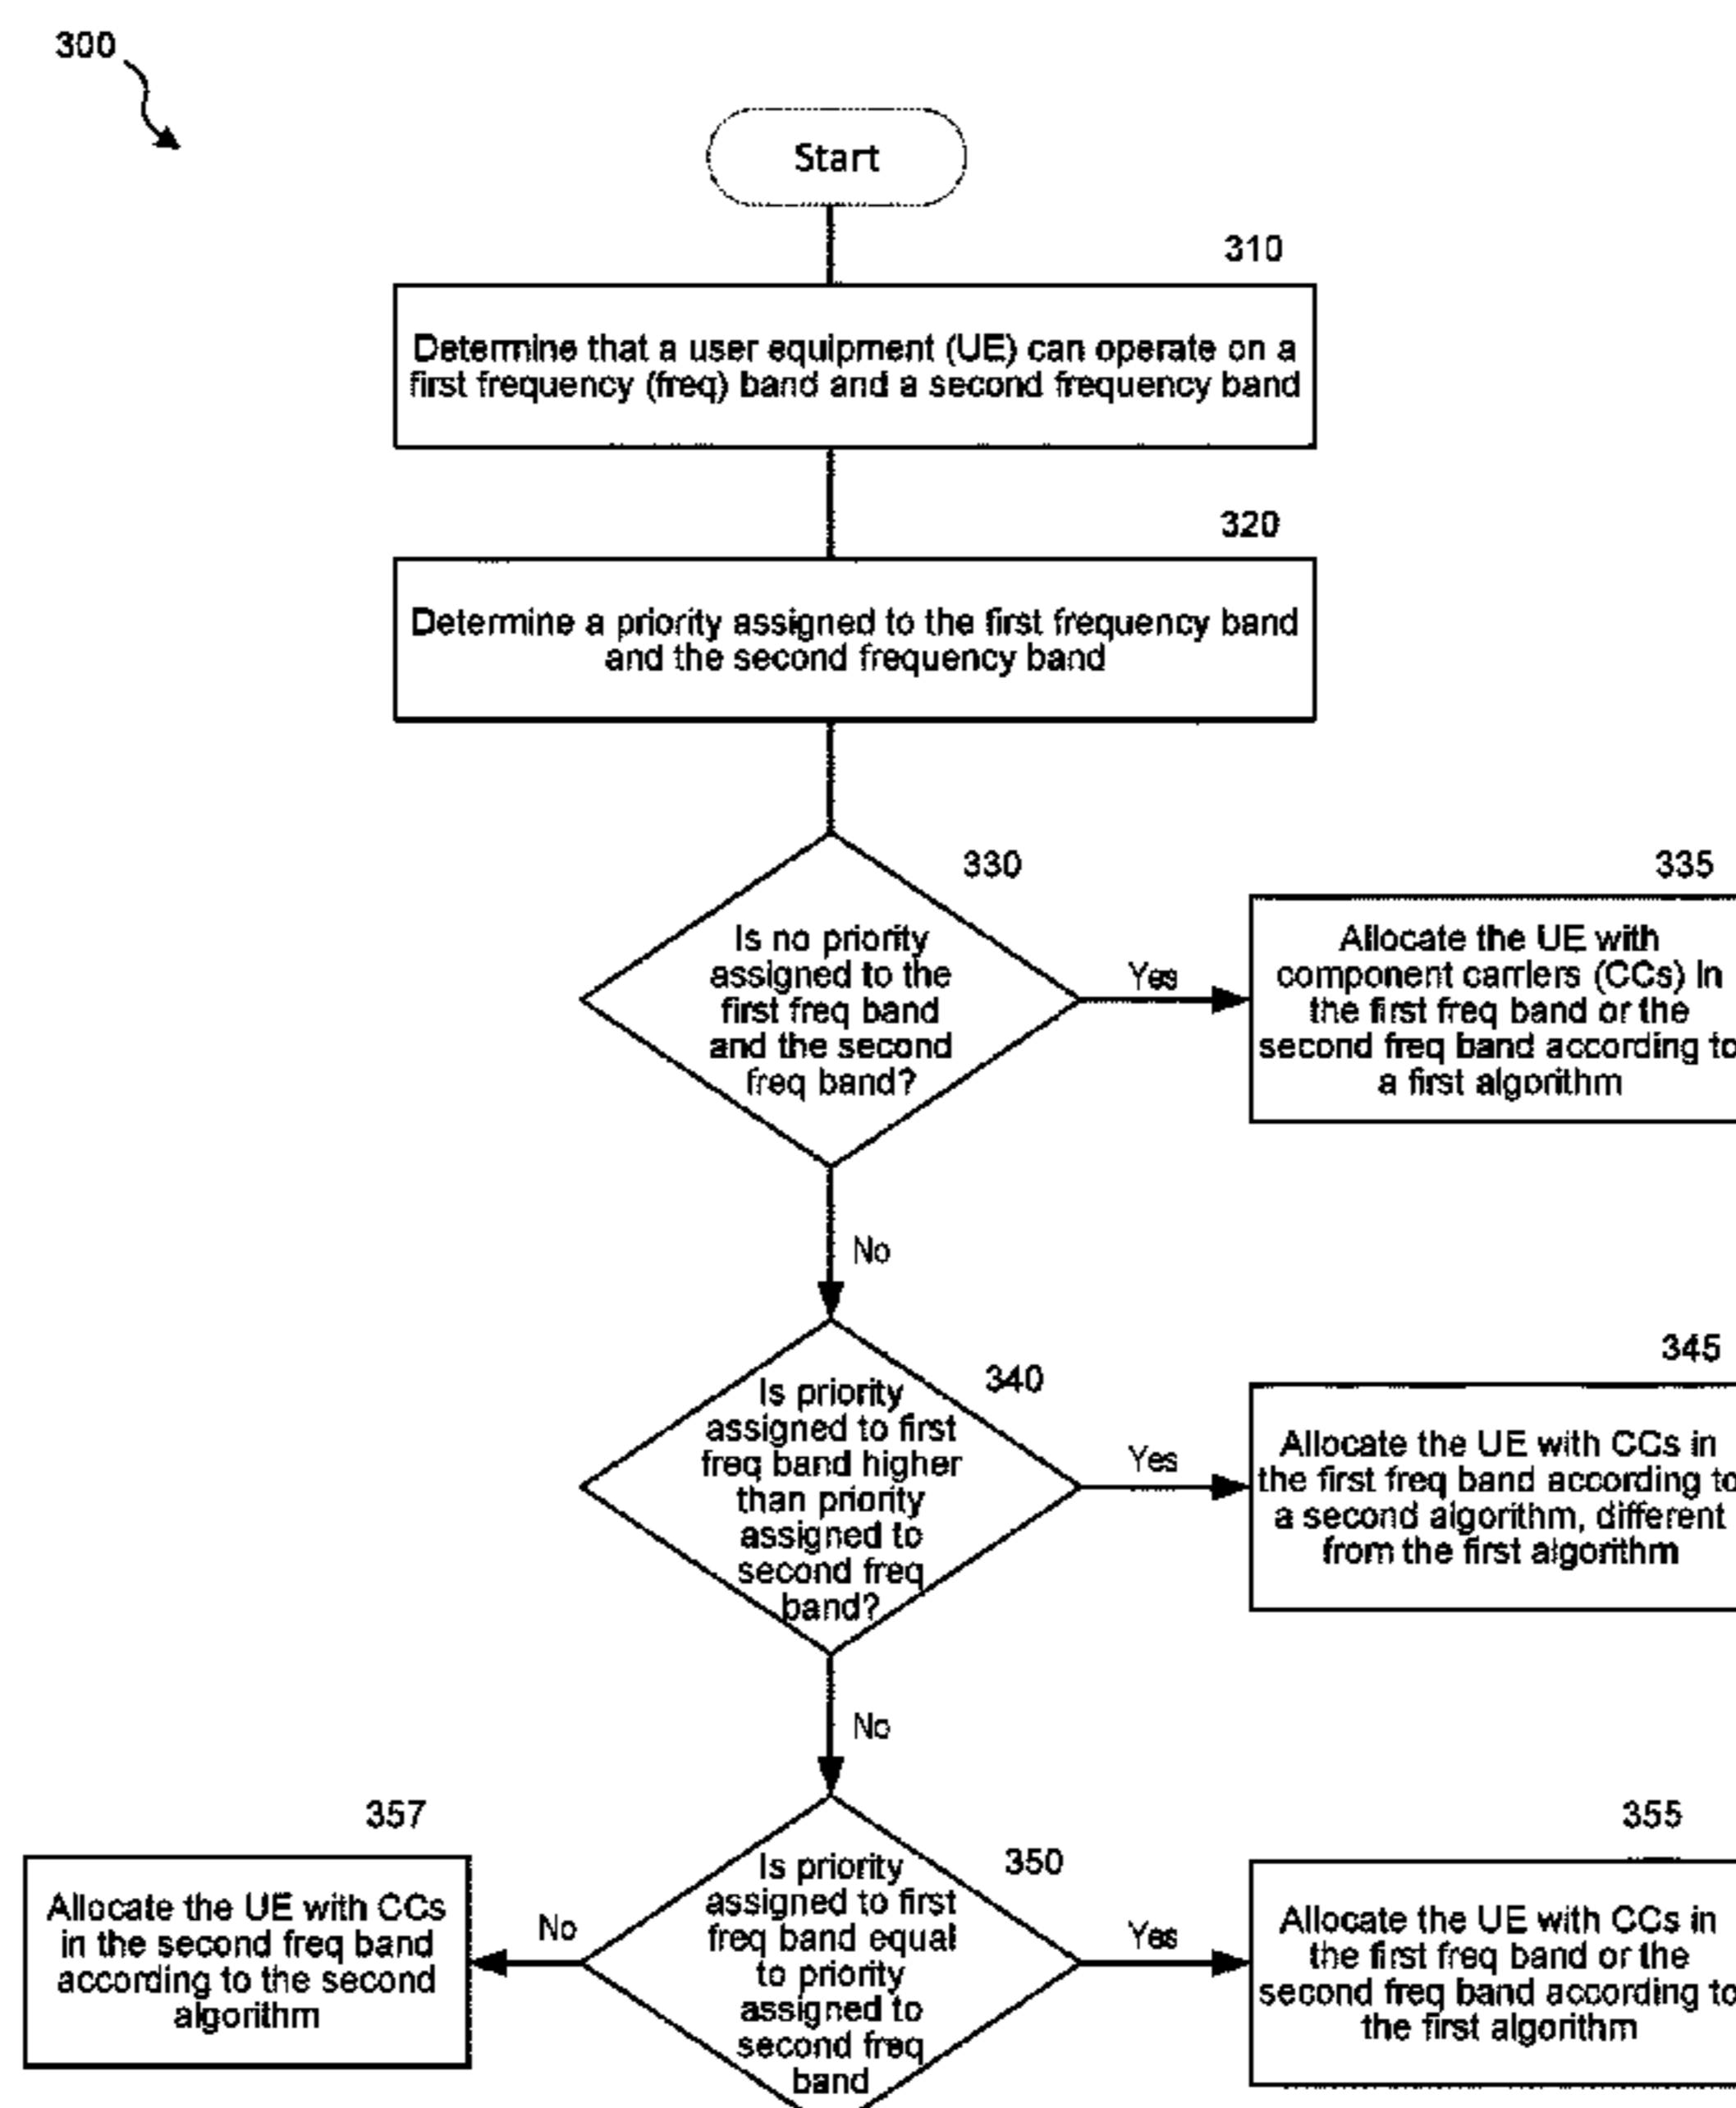 300
Start
310
Determine that a user equipment (UE) can operate on a
first frequency (freq) band and a second frequency band
320
Determine a priority assigned to the first frequency band
and the second frequency band
330
Is no priority
assigned to the
first freq band
and the second
freq band?
Yes
335
Allocate the UE with
component carriers (CCs) in
the first freq band or the
second freq band according to
a first algorithm
No
340
Is priority
assigned to first
freq band higher
than priority
assigned to
second freq
band?
Yes
345
Allocate the UE with CCs in
the first freq band according to
a second algorithm, different
from the first algorithm
No
350
Is priority
assigned to first
freq band equal
to priority
assigned to
second freq
band
No
357
Allocate the UE with CCs
in the second freq band
according to the second
algorithm
Yes
355
Allocate the UE with CCs in
the first freq band or the
second freq band according to
the first algorithm